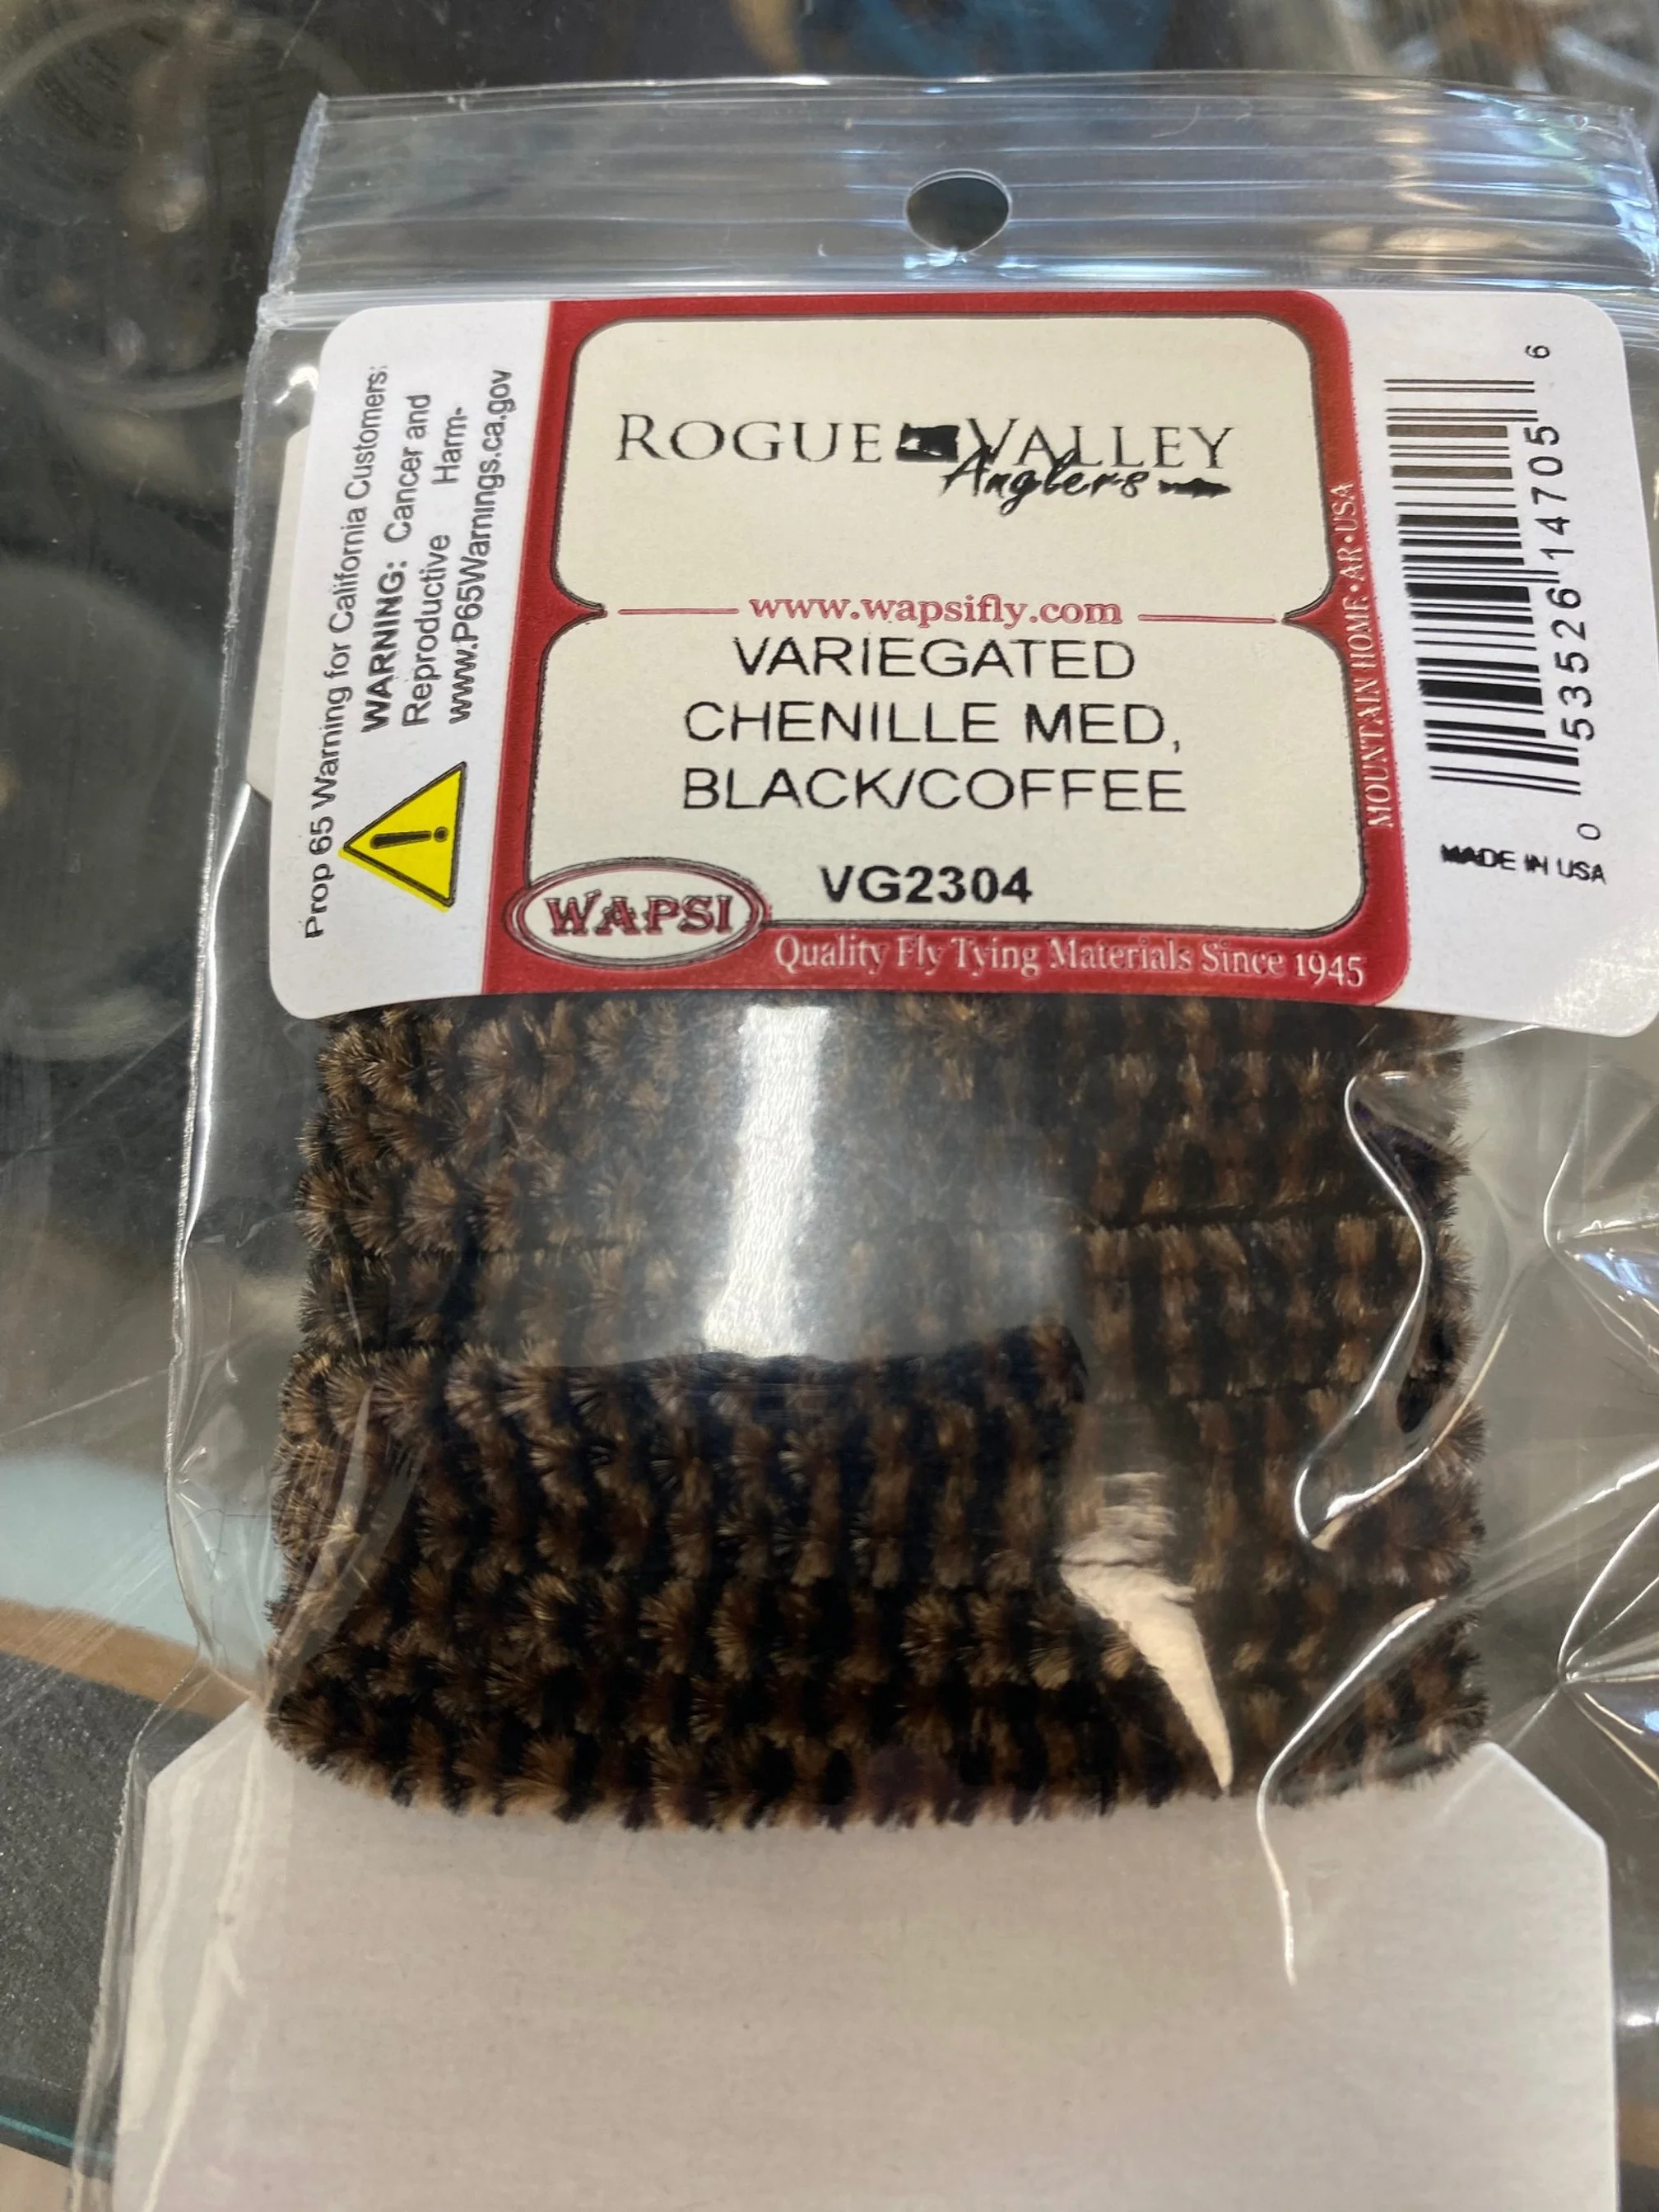 Prop 65 Warning for California Customers:
WARNING: Cancer and
Reproductive Harm-
www.P65Warnings.ca.gov
ROGUE VALLEY
Anglers
www.wapsifly.com
VARIEGATED
CHENILLE MED,
BLACK/COFFEE
VG2304
WAPSI
Quality Fly Tying Materials Since 1945
MOUNTAIN HOME•AR•USA
0 53526 14705 6
MADE IN USA